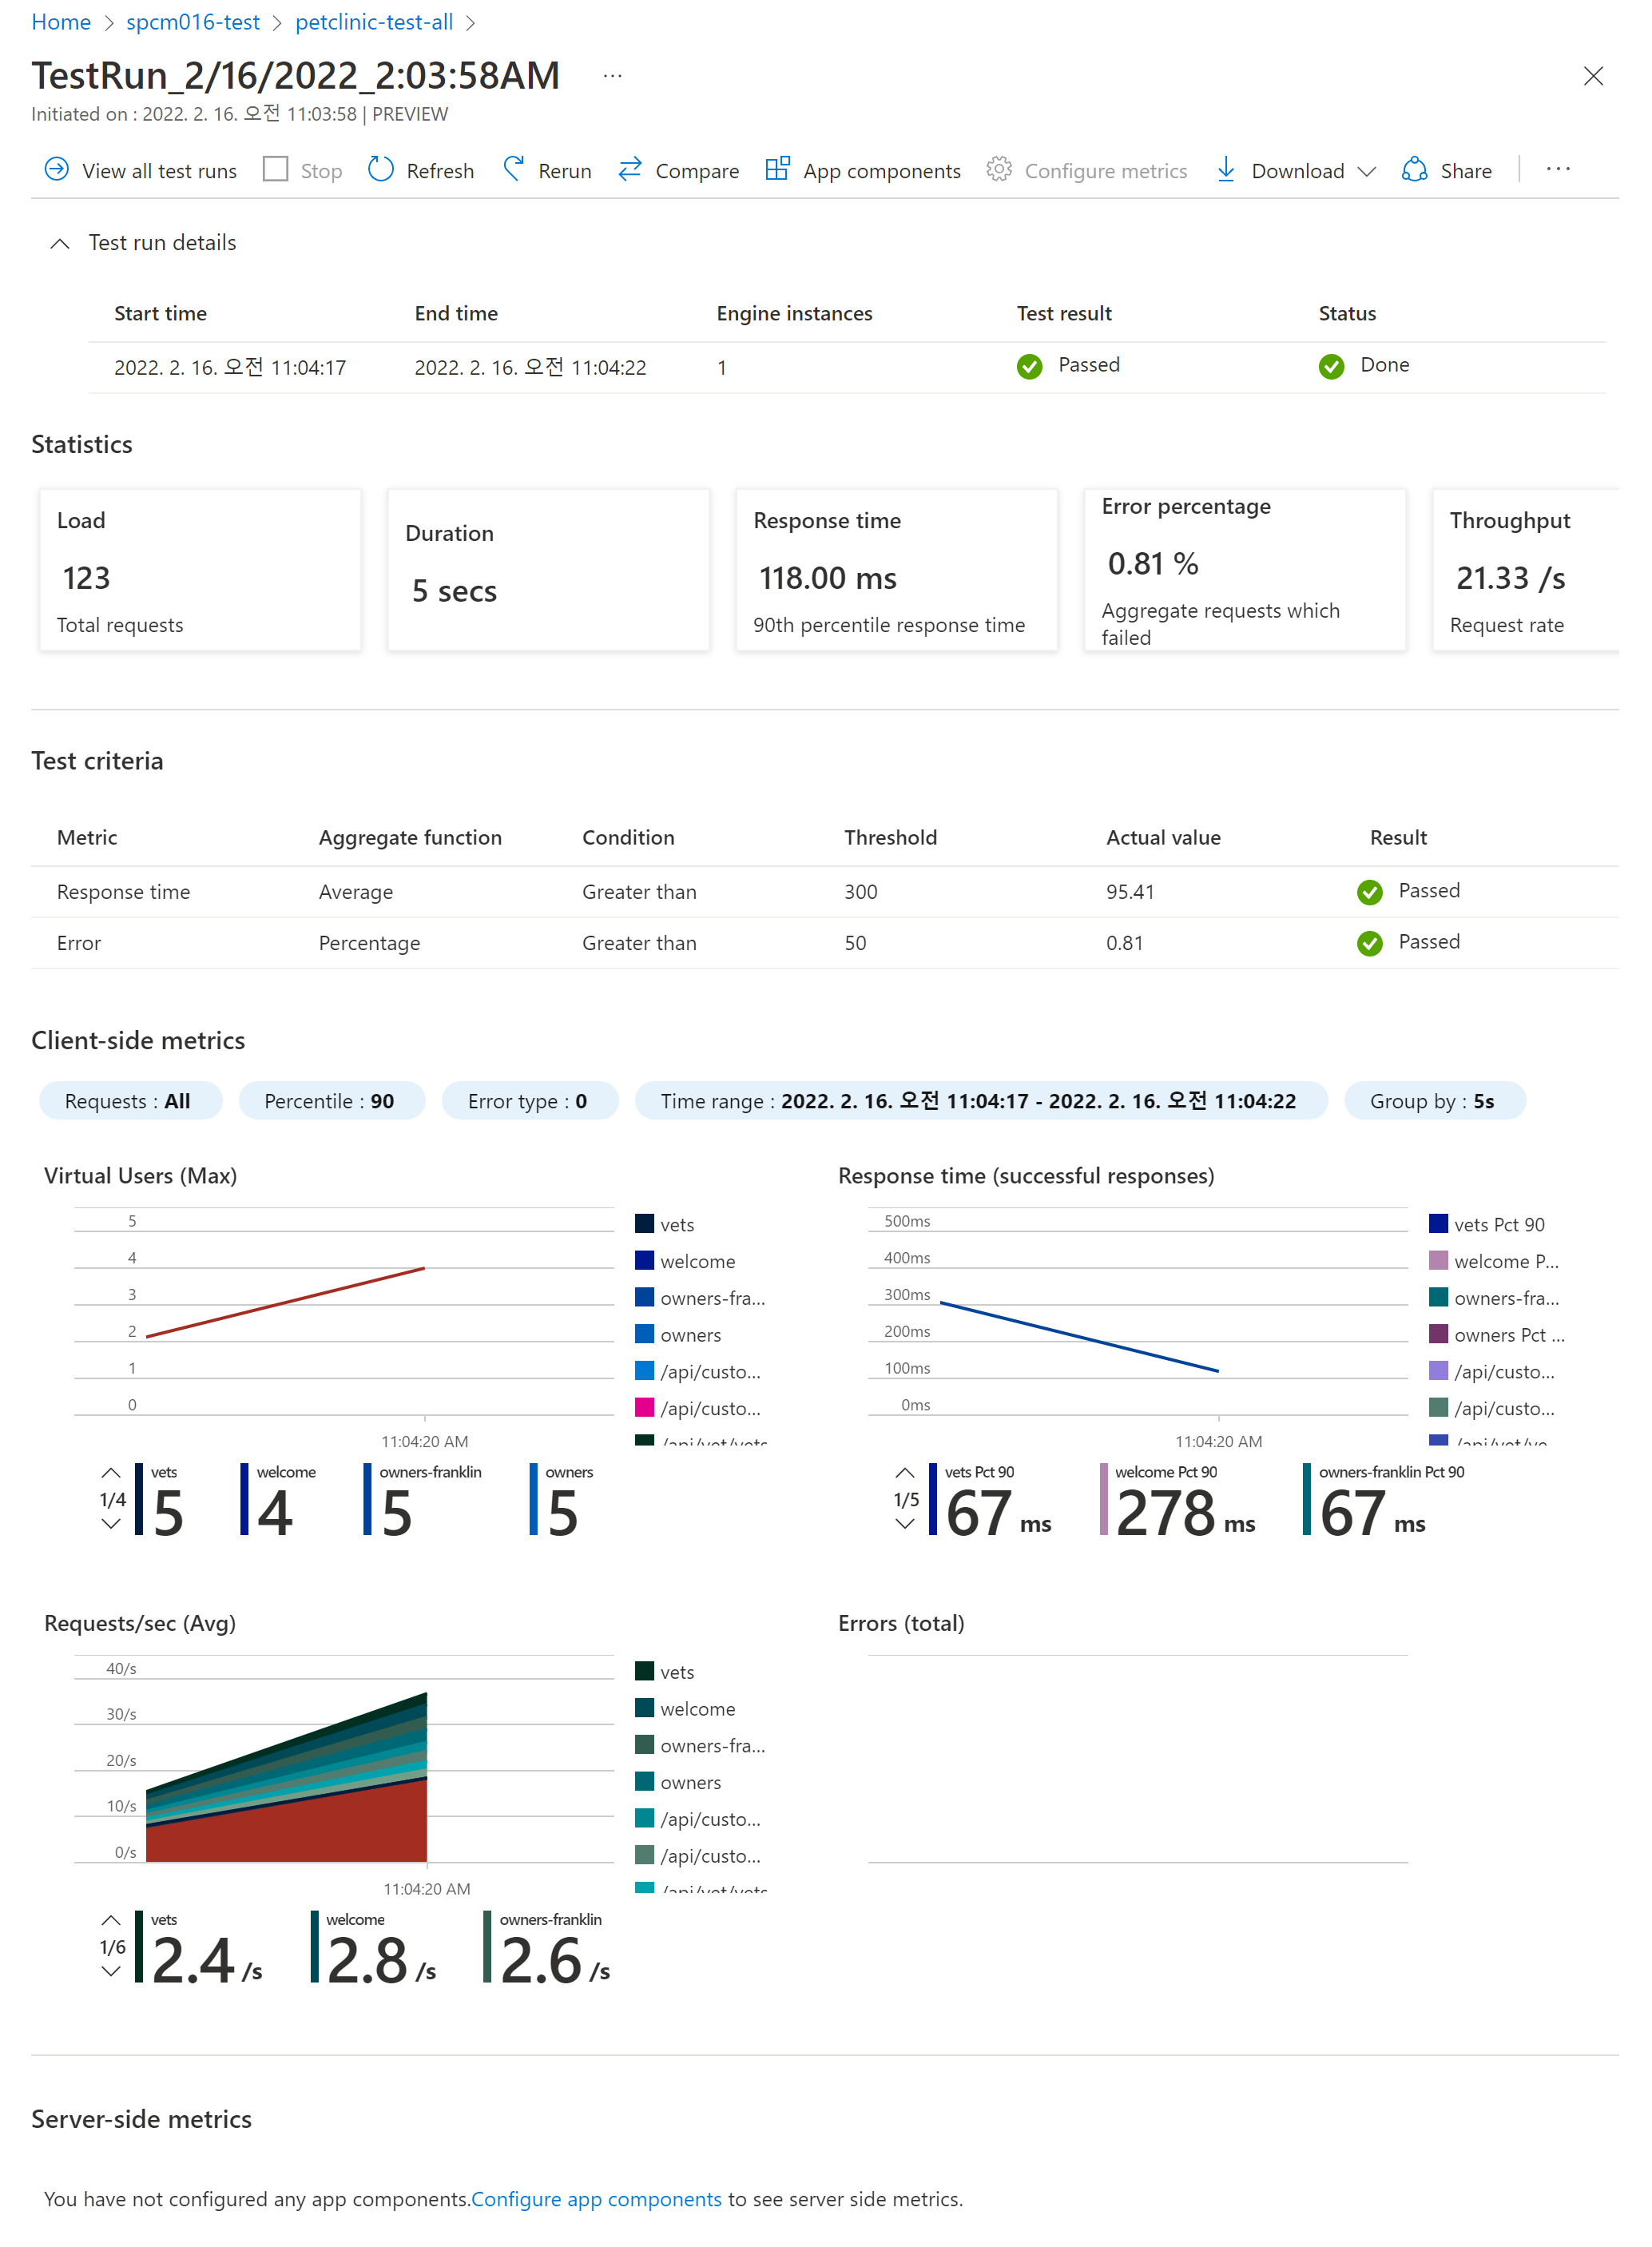 Home > spcm016-test > petclinic-test-all >
TestRun_2/16/2022_2:03:58AM ...
Initiated on : 2022. 2. 16. 오전 11:03:58 | PREVIEW
View all test runs Stop Refresh Rerun Compare App components Configure metrics Download Share ...
Test run details
Start time End time Engine instances Test result Status
2022. 2. 16. 오전 11:04:17 2022. 2. 16. 오전 11:04:22 1 Passed Done
Statistics
Load
123
Total requests
Duration
5 secs
Response time
118.00 ms
90th percentile response time
Error percentage
0.81 %
Aggregate requests which
failed
Throughput
21.33 /s
Request rate
Test criteria
Metric Aggregate function Condition Threshold Actual value Result
Response time Average Greater than 300 95.41 Passed
Error Percentage Greater than 50 0.81 Passed
Client-side metrics
Requests : All Percentile : 90 Error type : 0 Time range : 2022. 2. 16. 오전 11:04:17 - 2022. 2. 16. 오전 11:04:22 Group by : 5s
Virtual Users (Max)
5
4
3
2
1
0
11:04:20 AM
vets
welcome
owners-fra...
owners
/api/custo...
/api/custo...
/api/vet/vets
1/4
vets welcome owners-franklin owners
5 4 5 5
Response time (successful responses)
500ms
400ms
300ms
200ms
100ms
0ms
11:04:20 AM
vets Pct 90
welcome P...
owners-fra...
owners Pct ...
/api/custo...
/api/custo...
/api/vet/ve...
1/5
vets Pct 90 welcome Pct 90 owners-franklin Pct 90
67 ms 278 ms 67 ms
Requests/sec (Avg)
40/s
30/s
20/s
10/s
0/s
11:04:20 AM
vets
welcome
owners-fra...
owners
/api/custo...
/api/custo...
/api/vet/vets
1/6
vets welcome owners-franklin
2.4 /s 2.8 /s 2.6 /s
Errors (total)
Server-side metrics
You have not configured any app components.Configure app components to see server side metrics.